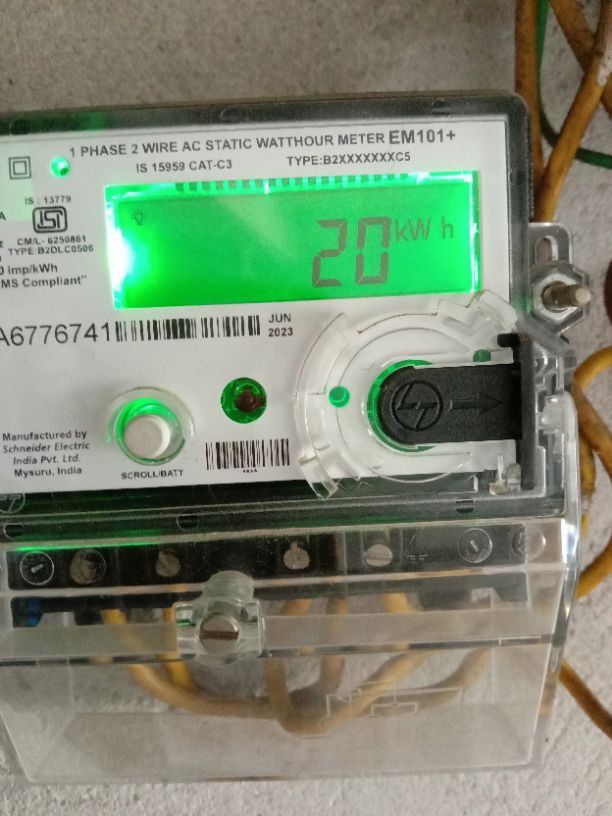 1 PHASE 2 WIRE AC STATIC WATTHOUR METER EM101+
IS 15959 CAT-C3 TYPE:B2XXXXXXXC5
IS : 13779
CM/L- 6250861
TYPE:B2DLC0506
0 imp/kWh
EMS Compliant"
20 kWh
A6776741
JUN
2023
Manufactured by
Schneider Electric
India Pvt. Ltd.
Mysuru, India
SCROLL/BATT